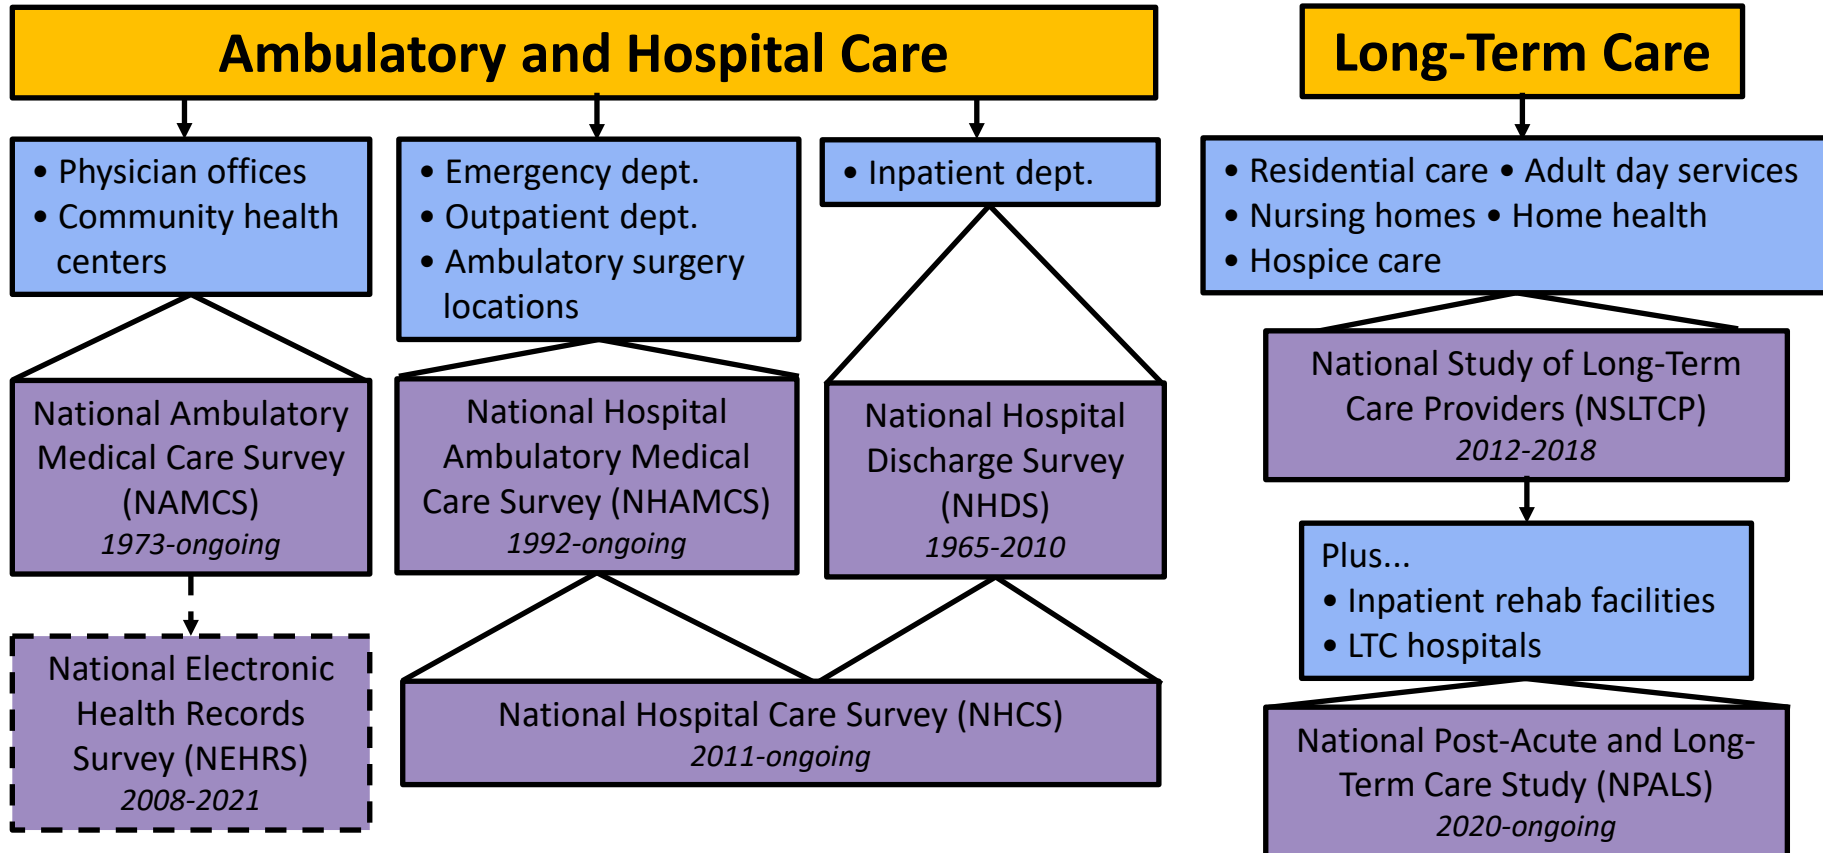 Ambulatory and Hospital Care
Long-Term Care
• Physician offices
• Community health
centers
• Emergency dept.
• Outpatient dept.
• Ambulatory surgery
locations
• Inpatient dept.
• Residential care • Adult day services
• Nursing homes • Home health
• Hospice care
National Ambulatory
Medical Care Survey
(NAMCS)
1973-ongoing
National Hospital
Ambulatory Medical
Care Survey (NHAMCS)
1992-ongoing
National Hospital
Discharge Survey
(NHDS)
1965-2010
National Study of Long-Term
Care Providers (NSLTCP)
2012-2018
Plus...
• Inpatient rehab facilities
• LTC hospitals
National Electronic
Health Records
Survey (NEHRS)
2008-2021
National Hospital Care Survey (NHCS)
2011-ongoing
National Post-Acute and Long-
Term Care Study (NPALS)
2020-ongoing